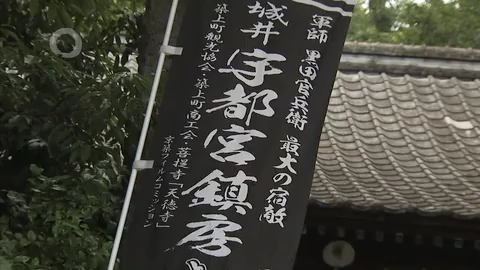 軍師 黒田官兵衛 最大の宿敵
城井 宇都宮鎮房
築上町観光協会・築上町商工会・菩提寺「天徳寺」
京築フィルムコミッション